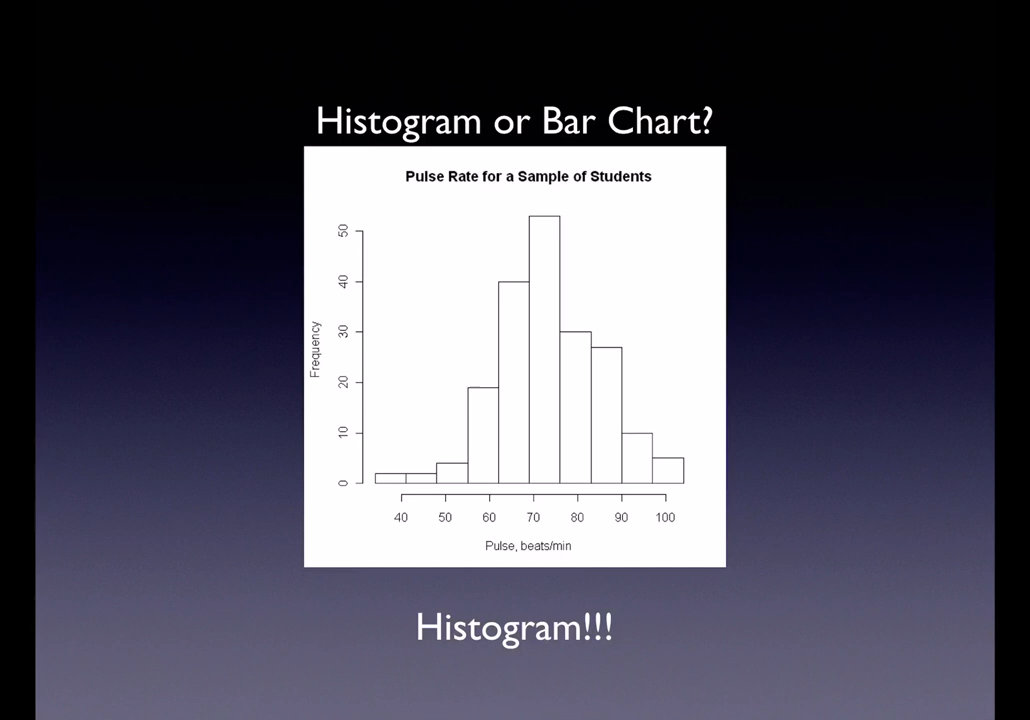 Histogram or Bar Chart?
Pulse Rate for a Sample of Students
50
40
30
20
10
0
Frequency
40 50 60 70 80 90 100
Pulse, beats/min
Histogram!!!